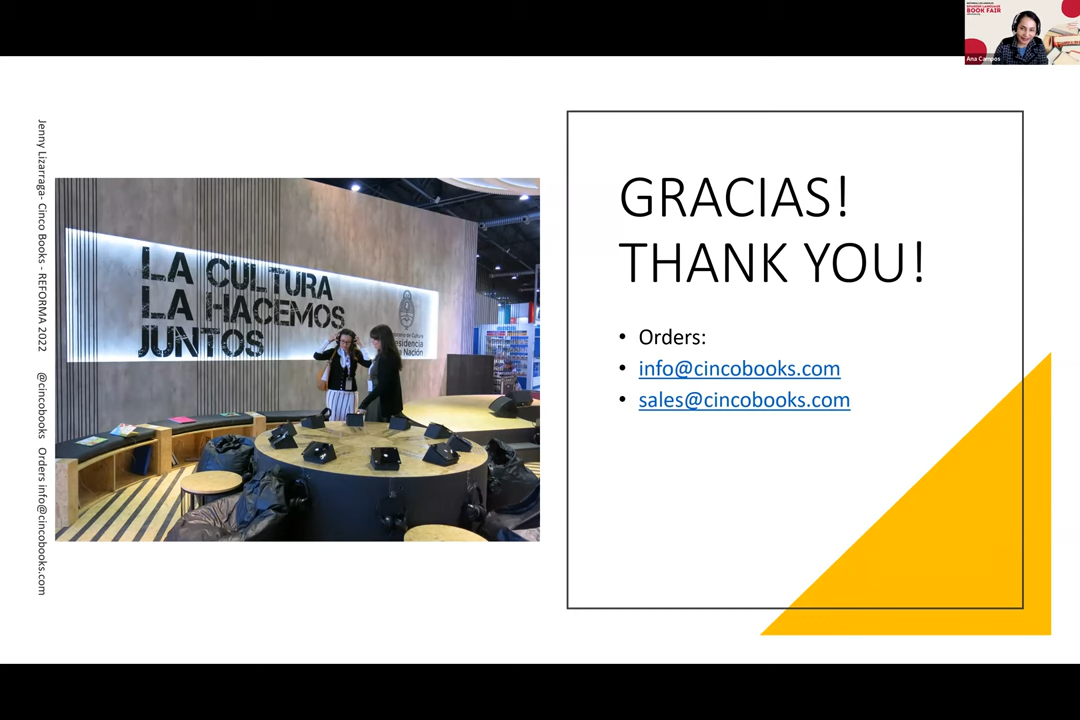 BOOK FAIR
Ana Campos
Jenny Lizarraga- Cinco Books - REFORMA 2022 @cincobooks Orders info@cincobooks.com
LA CULTURA
LA HACEMOS
JUNTOS
de Cultura
Presidencia
Nación
GRACIAS!
THANK YOU!
• Orders:
• info@cincobooks.com
• sales@cincobooks.com